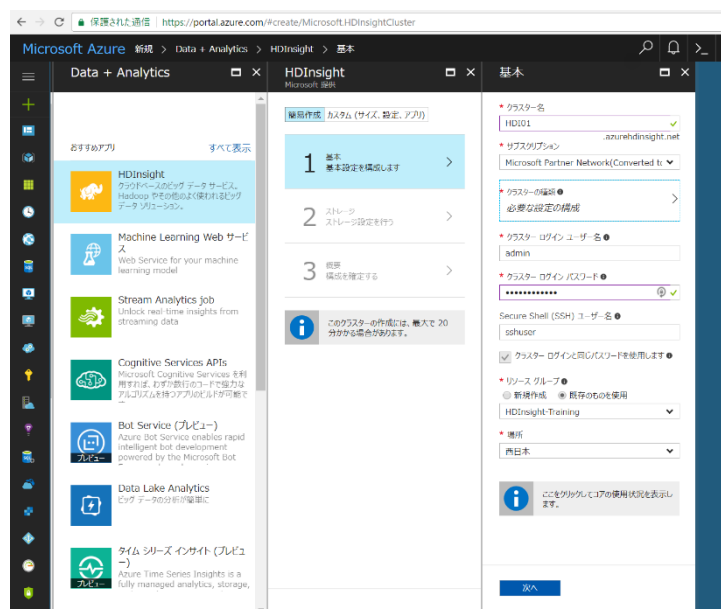 保護された通信 | https://portal.azure.com/#create/Microsoft.HDInsightCluster
Microsoft Azure 新規 > Data + Analytics > HDInsight > 基本
Data + Analytics
おすすめアプリ
すべて表示
HDInsight
クラウドベースのビッグ データ サービス。
Hadoop やその他のよく使われるビッグ
データ ソリューション。
Machine Learning Web サービ
ス
Web Service for your machine
learning model
Stream Analytics job
Unlock real-time insights from
streaming data
Cognitive Services APIs
Microsoft Cognitive Services を利
用すれば、わずか数行のコードで強力な
アルゴリズムを持つアプリのビルドが可能で
Bot Service (プレビュー)
Azure Bot Service enables rapid
intelligent bot development
powered by the Microsoft Bot
プレビュー
Data Lake Analytics
ビッグ データの分析が簡単に
タイム シリーズ インサイト (プレビュ
ー)
Azure Time Series Insights is a
fully managed analytics, storage,
プレビュー
HDInsight
Microsoft 提供
簡易作成 カスタム (サイズ、設定、アプリ)
1 基本
基本設定を構成します
2 ストレージ
ストレージ設定を行う
3 概要
構成を確定する
このクラスターの作成には、最大で 20
分かかる場合があります。
基本
* クラスター名
HDI01
.azurehdinsight.net
* サブスクリプション
Microsoft Partner Network(Converted tc
* クラスターの種類
必要な設定の構成
* クラスター ログイン ユーザー名
admin
* クラスター ログイン パスワード
••••••••••••
Secure Shell (SSH) ユーザー名
sshuser
クラスター ログインと同じパスワードを使用します
* リソース グループ
新規作成 既存のものを使用
HDInsight-Training
* 場所
西日本
ここをクリックしてコアの使用状況を表示し
ます。
次へ